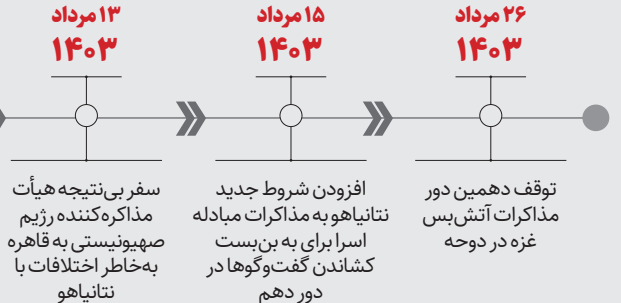 ۲۶ مرداد
۱۴۰۳
توقف دهمین دور
مذاکرات آتش‌بس
غزه در دوحه
۱۵ مرداد
۱۴۰۳
افزودن شروط جدید
نتانیاهو به مذاکرات مبادله
اسرا برای به بن‌بست
کشاندن گفت‌وگوها در
دور دهم
۱۳ مرداد
۱۴۰۳
سفر بی‌نتیجه هیأت
مذاکره‌کننده رژیم
صهیونیستی به قاهره
به‌خاطر اختلافات با
نتانیاهو